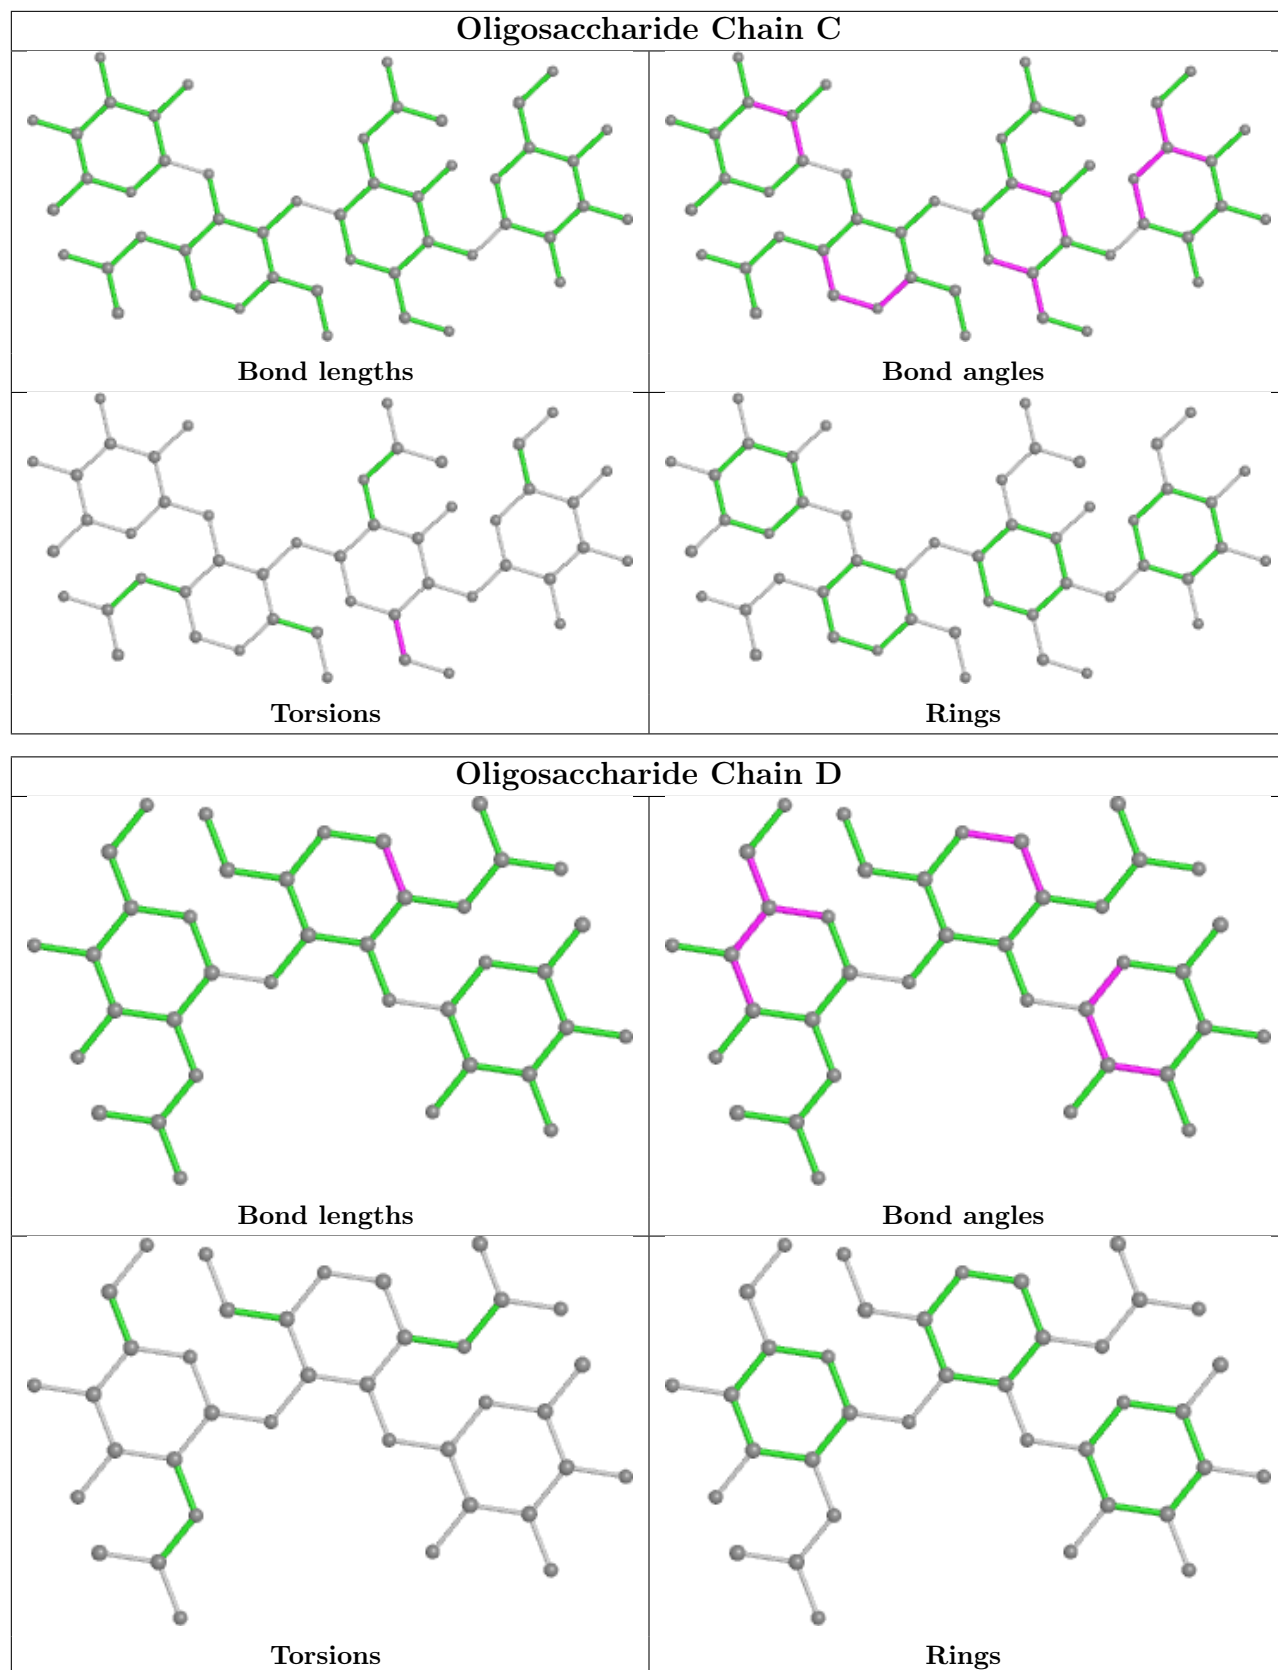 Oligosaccharide Chain C
Bond lengths
Bond angles
Torsions
Rings
Oligosaccharide Chain D
Bond lengths
Bond angles
Torsions
Rings